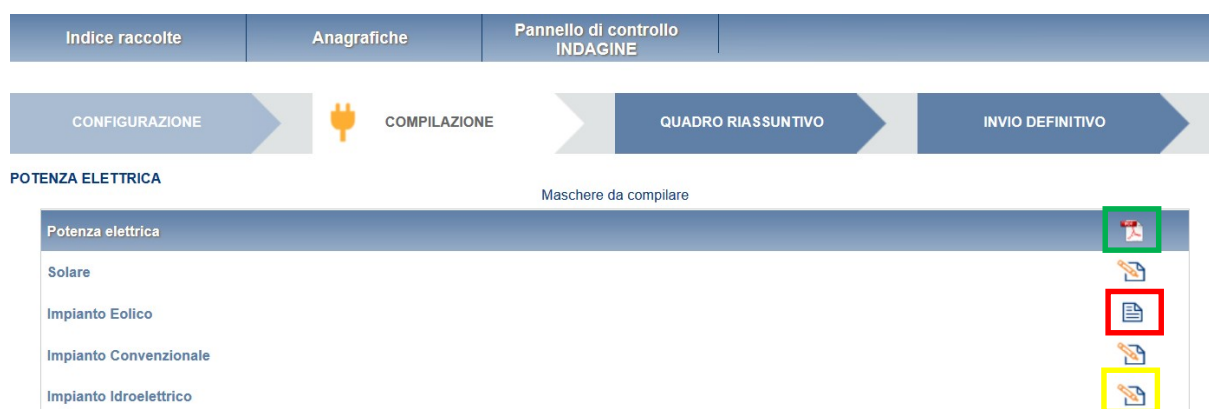 Indice raccolte
Anagrafiche
Pannello di controllo
INDAGINE
CONFIGURAZIONE
COMPILAZIONE
QUADRO RIASSUNTIVO
INVIO DEFINITIVO
POTENZA ELETTRICA
Maschere da compilare
Potenza elettrica
Solare
Impianto Eolico
Impianto Convenzionale
Impianto Idroelettrico